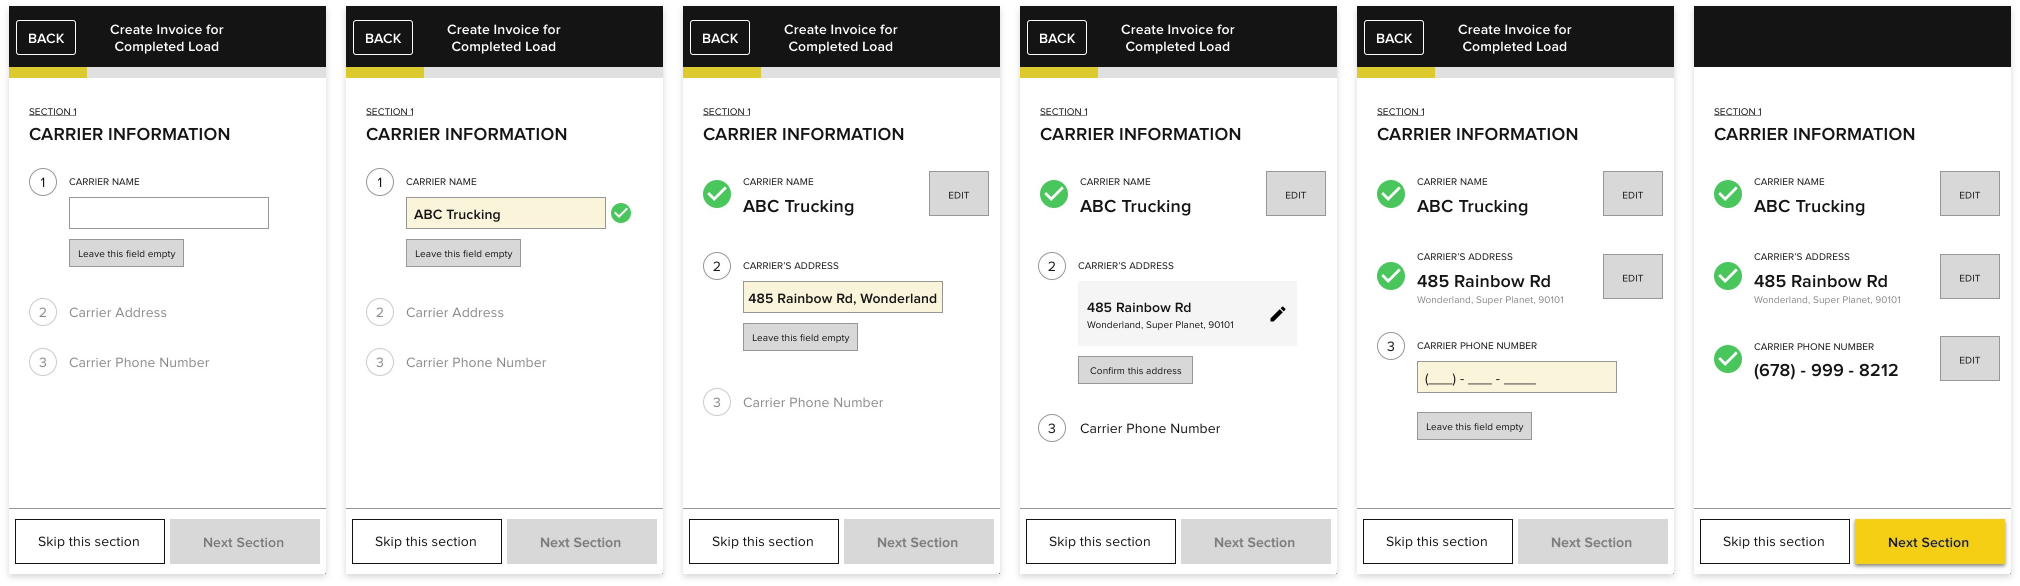 BACK
Create Invoice for
Completed Load
SECTION 1
CARRIER INFORMATION
1
CARRIER NAME
Leave this field empty
2
Carrier Address
3
Carrier Phone Number
Skip this section
Next Section
BACK
Create Invoice for
Completed Load
SECTION 1
CARRIER INFORMATION
1
CARRIER NAME
ABC Trucking
Leave this field empty
2
Carrier Address
3
Carrier Phone Number
Skip this section
Next Section
BACK
Create Invoice for
Completed Load
SECTION 1
CARRIER INFORMATION
CARRIER NAME
ABC Trucking
EDIT
2
CARRIER'S ADDRESS
485 Rainbow Rd, Wonderland
Leave this field empty
3
Carrier Phone Number
Skip this section
Next Section
BACK
Create Invoice for
Completed Load
SECTION 1
CARRIER INFORMATION
CARRIER NAME
ABC Trucking
EDIT
2
CARRIER'S ADDRESS
485 Rainbow Rd
Wonderland, Super Planet, 90101
Confirm this address
3
Carrier Phone Number
Skip this section
Next Section
BACK
Create Invoice for
Completed Load
SECTION 1
CARRIER INFORMATION
CARRIER NAME
ABC Trucking
EDIT
CARRIER'S ADDRESS
485 Rainbow Rd
Wonderland, Super Planet, 90101
EDIT
3
CARRIER PHONE NUMBER
(___) - ___ - ____
Leave this field empty
Skip this section
Next Section
SECTION 1
CARRIER INFORMATION
CARRIER NAME
ABC Trucking
EDIT
CARRIER'S ADDRESS
485 Rainbow Rd
Wonderland, Super Planet, 90101
EDIT
CARRIER PHONE NUMBER
(678) - 999 - 8212
EDIT
Skip this section
Next Section